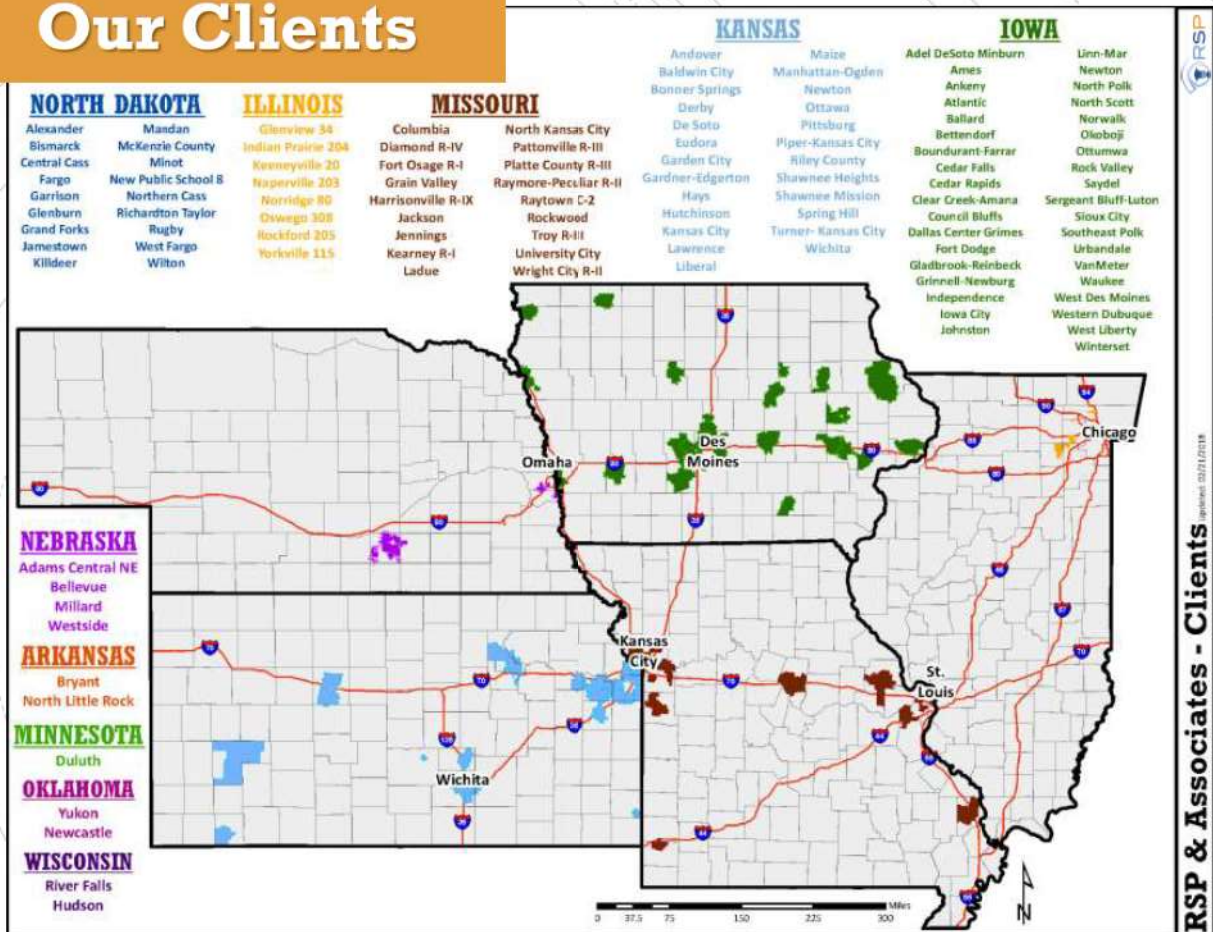 Our Clients
NORTH DAKOTA
Alexander
Bismarck
Central Cass
Fargo
Garrison
Glenburn
Grand Forks
Jamestown
Killdeer
Mandan
McKenzie County
Minot
New Public School 8
Northern Cass
Richardton Taylor
Rugby
West Fargo
Wilton
ILLINOIS
Glenview 34
Indian Prairie 204
Keeneyville 20
Naperville 203
Norridge 80
Oswego 308
Rockford 205
Yorkville 115
MISSOURI
Columbia
Diamond R-IV
Fort Osage R-I
Grain Valley
Harrisonville R-IX
Jackson
Jennings
Kearney R-I
Ladue
North Kansas City
Pattonville R-III
Platte County R-III
Raymore-Peculiar R-II
Raytown C-2
Rockwood
Troy R-III
University City
Wright City R-II
KANSAS
Andover
Baldwin City
Bonner Springs
Derby
De Soto
Eudora
Garden City
Gardner-Edgerton
Hays
Hutchinson
Kansas City
Lawrence
Liberal
Maize
Manhattan-Ogden
Newton
Ottawa
Pittsburg
Piper-Kansas City
Riley County
Shawnee Heights
Shawnee Mission
Spring Hill
Turner- Kansas City
Wichita
IOWA
Adel DeSoto Minburn
Ames
Ankeny
Atlantic
Ballard
Bettendorf
Boundurant-Farrar
Cedar Falls
Cedar Rapids
Clear Creek-Amana
Council Bluffs
Dallas Center Grimes
Fort Dodge
Gladbrook-Reinbeck
Grinnell-Newburg
Independence
Iowa City
Johnston
Linn-Mar
Newton
North Polk
North Scott
Norwalk
Okoboji
Ottumwa
Rock Valley
Saydel
Sergeant Bluff-Luton
Sioux City
Southeast Polk
Urbandale
VanMeter
Waukee
West Des Moines
Western Dubuque
West Liberty
Winterset
NEBRASKA
Adams Central NE
Bellevue
Millard
Westside
ARKANSAS
Bryant
North Little Rock
MINNESOTA
Duluth
OKLAHOMA
Yukon
Newcastle
WISCONSIN
River Falls
Hudson
Omaha
Des
Moines
Chicago
Kansas
City
St.
Louis
Wichita
0 37.5 75 150 225 300
Miles
N
RSP
RSP & Associates - Clients